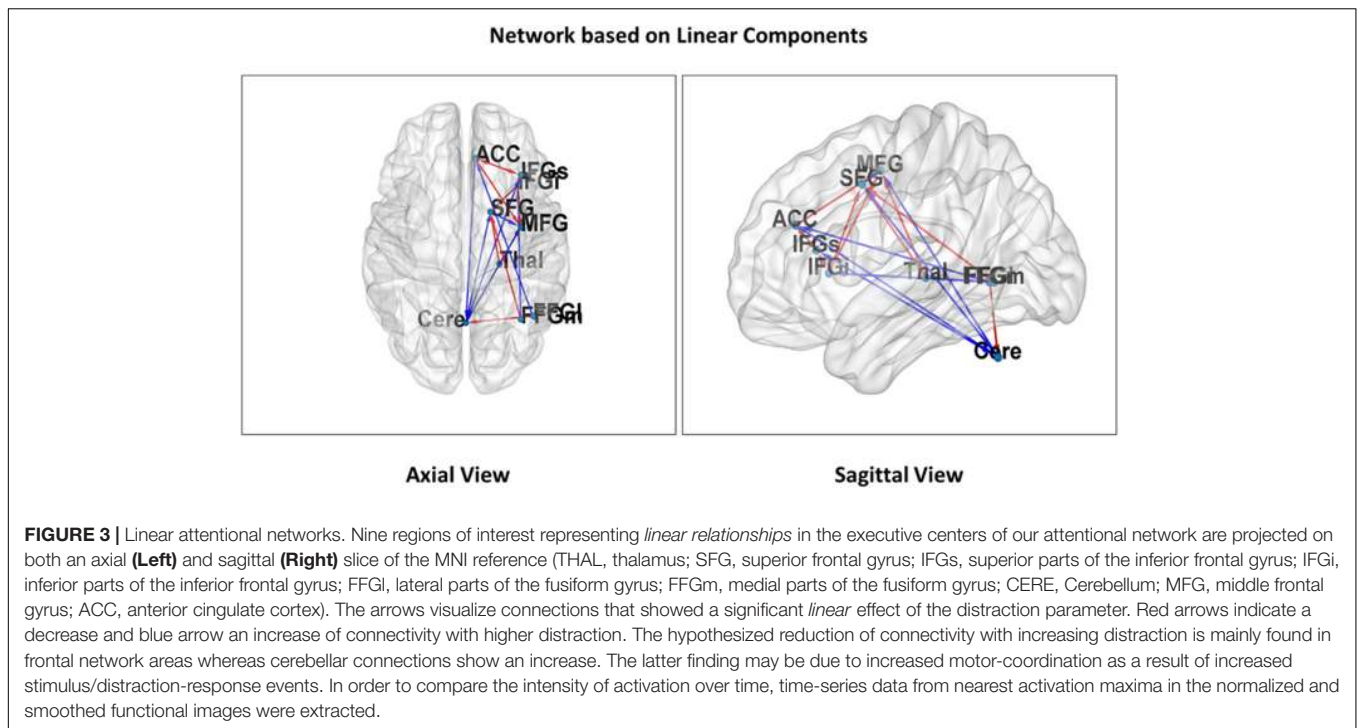 Network based on Linear Components
ACC
IFGs
IFGi
SFG
MFG
Thal
Cere
FFGl
FFGm
MFG
SFG
ACC
IFGs
IFGi
Thal
FFGm
Cere
Axial View
Sagittal View
FIGURE 3 | Linear attentional networks. Nine regions of interest representing linear relationships in the executive centers of our attentional network are projected on
both an axial (Left) and sagittal (Right) slice of the MNI reference (THAL, thalamus; SFG, superior frontal gyrus; IFGs, superior parts of the inferior frontal gyrus; IFGi,
inferior parts of the inferior frontal gyrus; FFGl, lateral parts of the fusiform gyrus; FFGm, medial parts of the fusiform gyrus; CERE, Cerebellum; MFG, middle frontal
gyrus; ACC, anterior cingulate cortex). The arrows visualize connections that showed a significant linear effect of the distraction parameter. Red arrows indicate a
decrease and blue arrow an increase of connectivity with higher distraction. The hypothesized reduction of connectivity with increasing distraction is mainly found in
frontal network areas whereas cerebellar connections show an increase. The latter finding may be due to increased motor-coordination as a result of increased
stimulus/distraction-response events. In order to compare the intensity of activation over time, time-series data from nearest activation maxima in the normalized and
smoothed functional images were extracted.